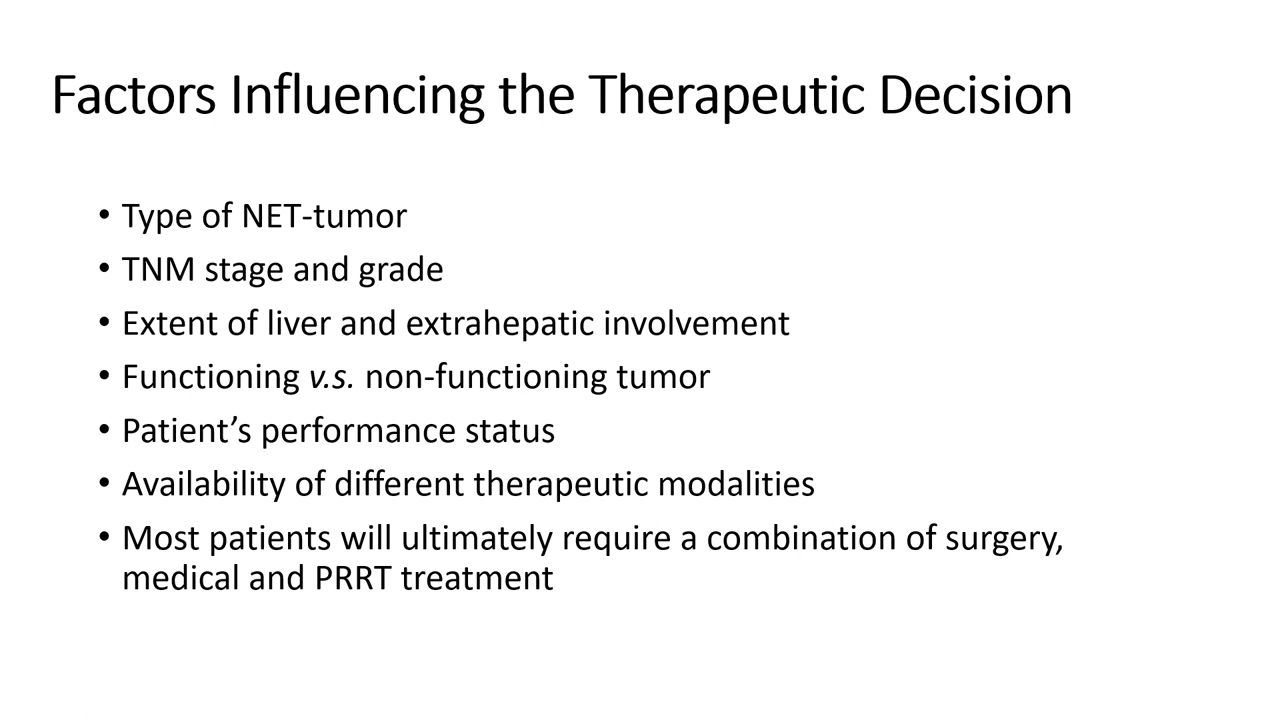 Factors Influencing the Therapeutic Decision
• Type of NET-tumor
• TNM stage and grade
• Extent of liver and extrahepatic involvement
• Functioning v.s. non-functioning tumor
• Patient’s performance status
• Availability of different therapeutic modalities
• Most patients will ultimately require a combination of surgery,
medical and PRRT treatment